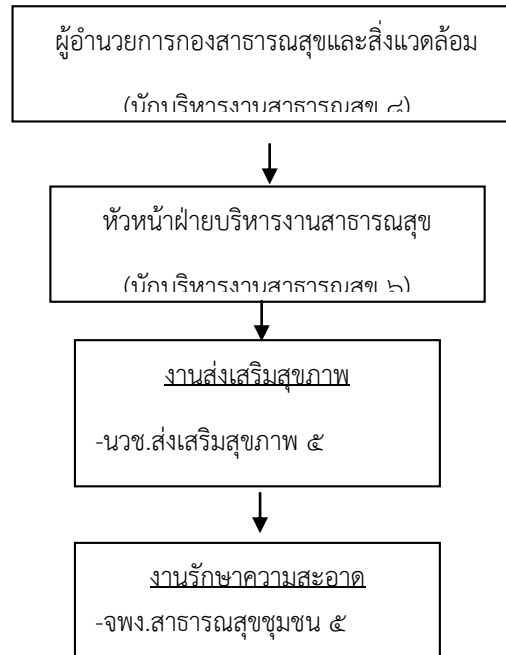 ผู้อำนวยการกองสาธารณสุขและสิ่งแวดล้อม
(นักบริหารงานสาธารณสุข ๘)
หัวหน้าฝ่ายบริหารงานสาธารณสุข
(นักบริหารงานสาธารณสุข ๖)
งานส่งเสริมสุขภาพ
-นวช.ส่งเสริมสุขภาพ ๕
งานรักษาความสะอาด
-จพง.สาธารณสุขชุมชน ๕